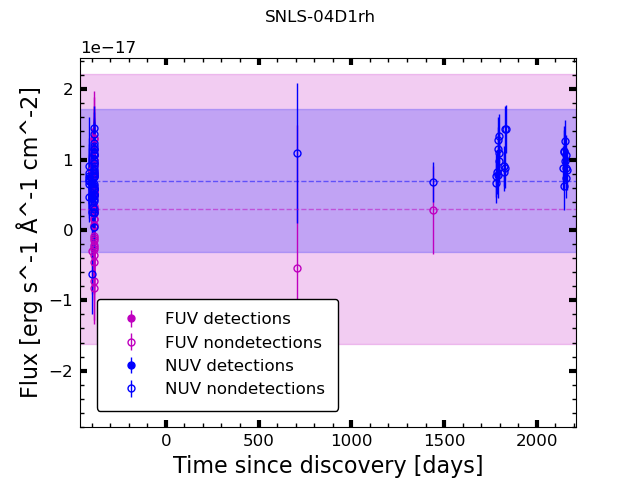 SNLS-04D1rh
1e−17
2
1
0
−1
−2
Flux [erg s^-1 Å^-1 cm^-2]
FUV detections
FUV nondetections
NUV detections
NUV nondetections
0 500 1000 1500 2000
Time since discovery [days]